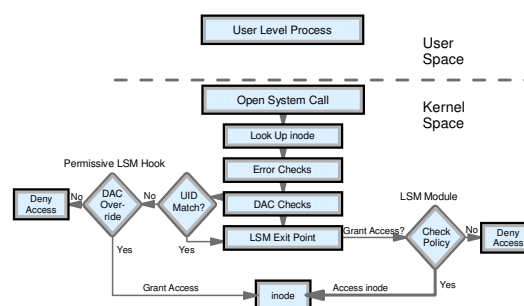 User Level Process
User
Space
Open System Call
Kernel
Space
Look Up inode
Permissive LSM Hook
Error Checks
Deny
Access
No
DAC
Over-
ride
No
UID
Match?
DAC Checks
LSM Module
LSM Exit Point
Grant Access?
Check
Policy
No
Deny
Access
Yes
Yes
Yes
Grant Access
inode
Access inode